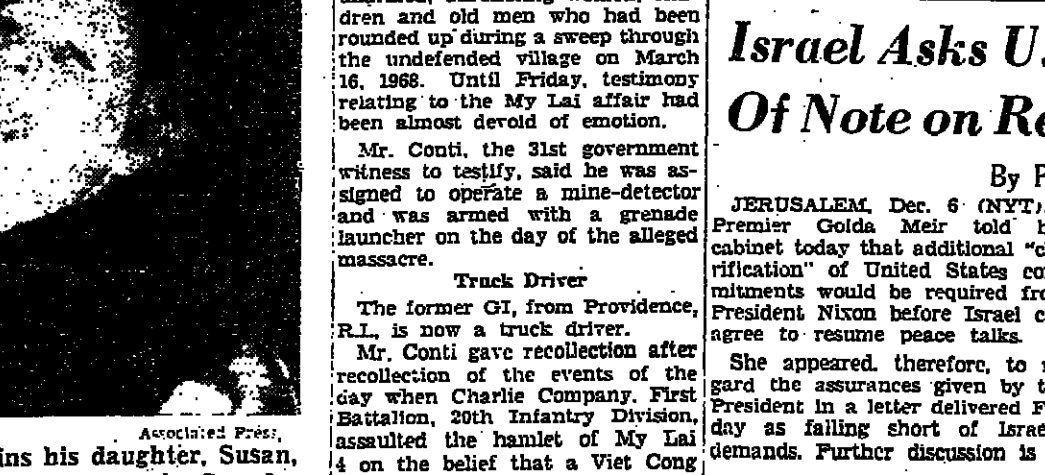 Associated Press,
ins his daughter, Susan,
dren and old men who had been
rounded up during a sweep through
the undefended village on March
16, 1968. Until Friday, testimony
relating to the My Lai affair had
been almost devoid of emotion.
Mr. Conti, the 31st government
witness to testify, said he was as-
signed to operate a mine-detector
and was armed with a grenade
launcher on the day of the alleged
massacre.
Truck Driver
The former GI, from Providence,
R.I., is now a truck driver.
Mr. Conti gave recollection after
recollection of the events of the
day when Charlie Company, First
Battalion, 20th Infantry Division,
assaulted the hamlet of My Lai
4 on the belief that a Viet Cong
Israel Asks U.
Of Note on Re
By
JERUSALEM, Dec. 6 (NYT).
Premier Golda Meir told
cabinet today that additional "c
rification" of United States co
mitments would be required fro
President Nixon before Israel c
agree to resume peace talks.
She appeared, therefore, to
gard the assurances given by t
President in a letter delivered F
day as falling short of Israe
demands. Further discussion is